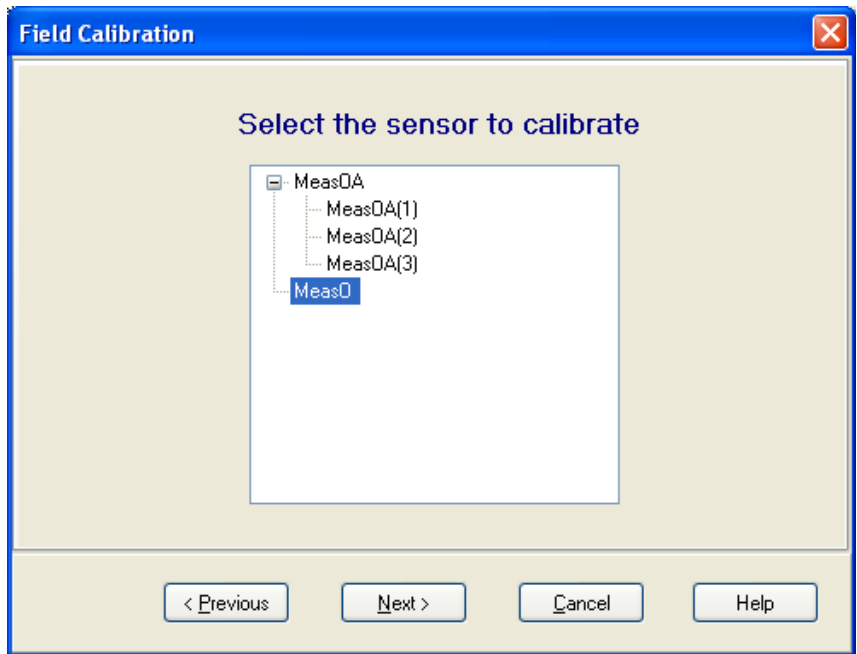 Field Calibration
Select the sensor to calibrate
MeasOA
MeasOA(1)
MeasOA(2)
MeasOA(3)
MeasO
< Previous
Next >
Cancel
Help